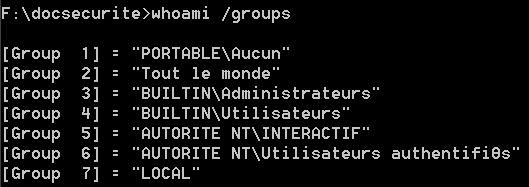 F:\docsecurite>whoami /groups
[Group  1] = "PORTABLE\Aucun"
[Group  2] = "Tout le monde"
[Group  3] = "BUILTIN\Administrateurs"
[Group  4] = "BUILTIN\Utilisateurs"
[Group  5] = "AUTORITE NT\INTERACTIF"
[Group  6] = "AUTORITE NT\Utilisateurs authentifiθs"
[Group  7] = "LOCAL"